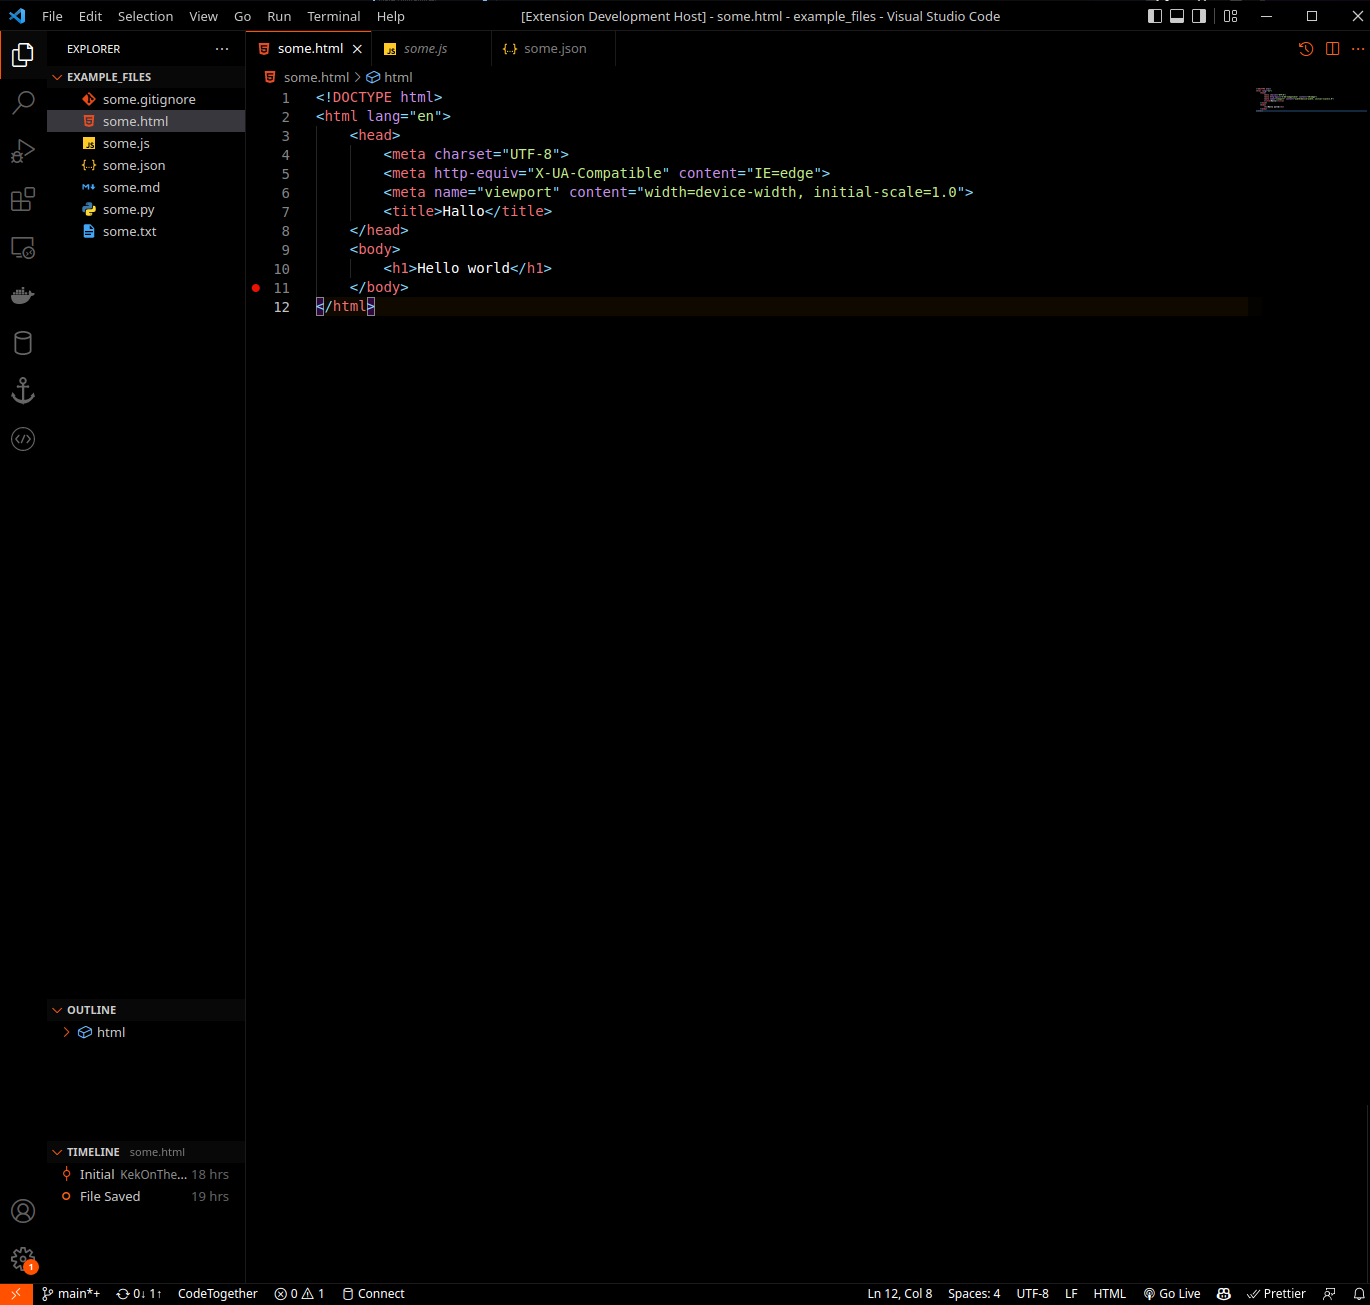 File Edit Selection View Go Run Terminal Help
[Extension Development Host] - some.html - example_files - Visual Studio Code
EXPLORER
EXAMPLE_FILES
some.gitignore
some.html
some.js
some.json
some.md
some.py
some.txt
OUTLINE
html
TIMELINE some.html
Initial KekOnThe... 18 hrs
File Saved 19 hrs
some.html some.js some.json
some.html > html
1 <!DOCTYPE html>
2 <html lang="en">
3 <head>
4 <meta charset="UTF-8">
5 <meta http-equiv="X-UA-Compatible" content="IE=edge">
6 <meta name="viewport" content="width=device-width, initial-scale=1.0">
7 <title>Hallo</title>
8 </head>
9 <body>
10 <h1>Hello world</h1>
11 </body>
12 </html>
1
main*+ 0↓ 1↑ CodeTogether 0 1 Connect Ln 12, Col 8 Spaces: 4 UTF-8 LF HTML Go Live Prettier